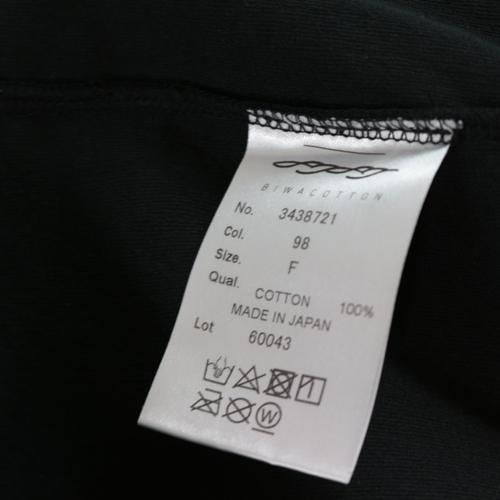 BIWACOTTON
No. 3438721
Col. 98
Size. F
Qual.
COTTON 100%
MADE IN JAPAN
Lot 60043
W